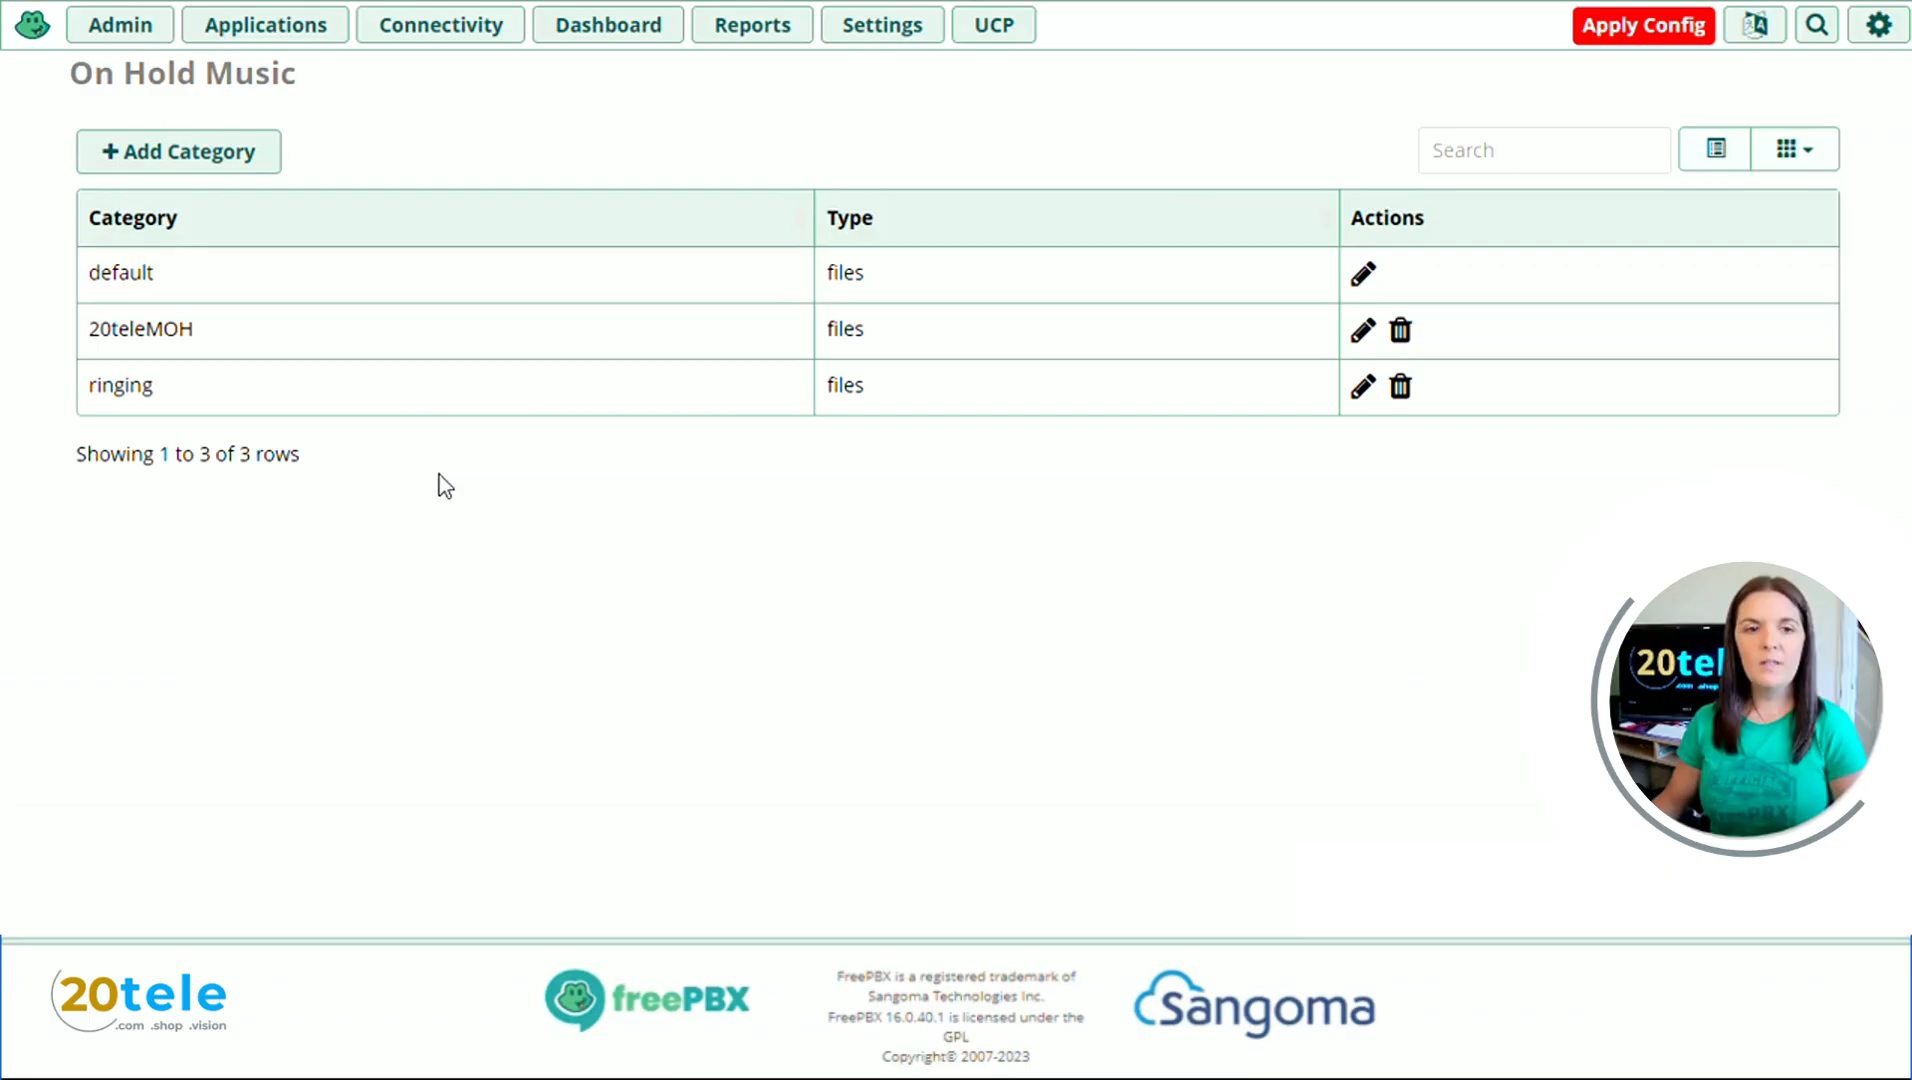 Admin
Applications
Connectivity
Dashboard
Reports
Settings
UCP
Apply Config
On Hold Music
Add Category
Search
Category
Type
Actions
default
files
20teleMOH
files
ringing
files
Showing 1 to 3 of 3 rows
20tel
20tele
.com .shop .vision
freePBX
FreePBX is a registered trademark of
Sangoma Technologies Inc.
FreePBX 16.0.40.1 is licensed under the
GPL
Copyright© 2007-2023
Sangoma